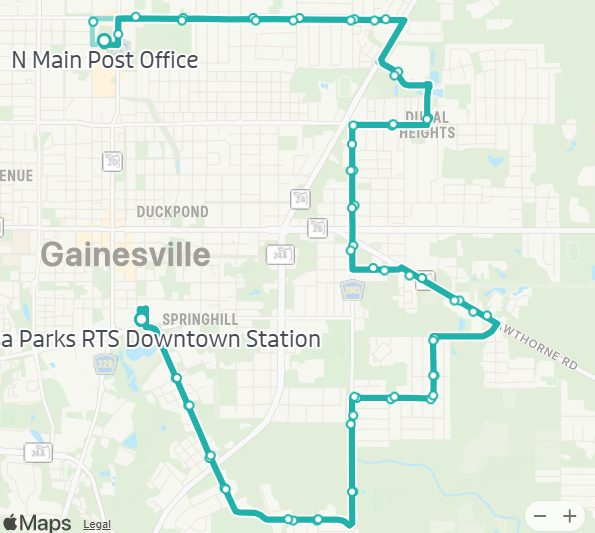 N Main Post Office
DUVAL
HEIGHTS
20
ENUE
24
DUCKPOND
26
Gainesville
24A
SPRINGHILL
a Parks RTS Downtown Station
AWTHORNE RD
24A
Maps
Legal